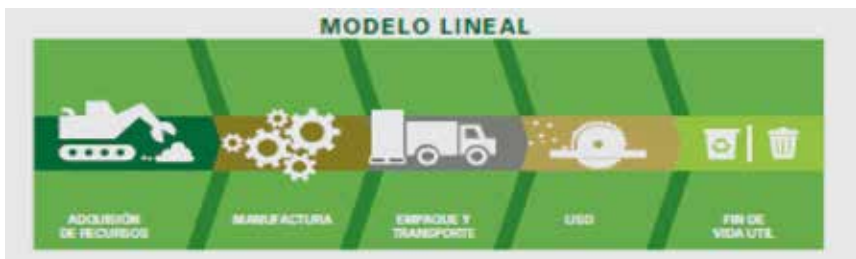 MODELO LINEAL
ADQUISIÓN
DE RECURSOS
MANUFACTURA
EMPAQUE Y
TRANSPORTE
USO
FIN DE
VIDA UTIL